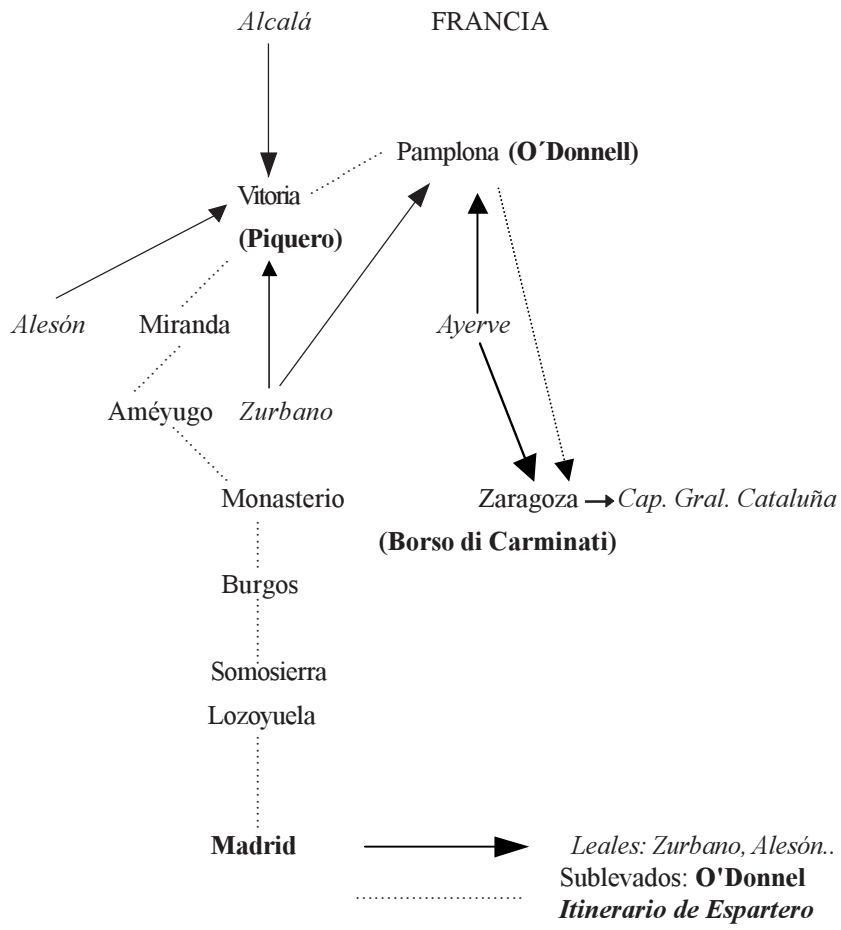 Alcalá FRANCIA
Pamplona (O´Donnell)
Vitoria
(Piquero)
Alesón Miranda Ayerve
Améyugo Zurbano
Monasterio Zaragoza Cap. Gral. Cataluña
(Borso di Carminati)
Burgos
Somosierra
Lozoyuela
Madrid Leales: Zurbano, Alesón..
Sublevados: O'Donnel
Itinerario de Espartero